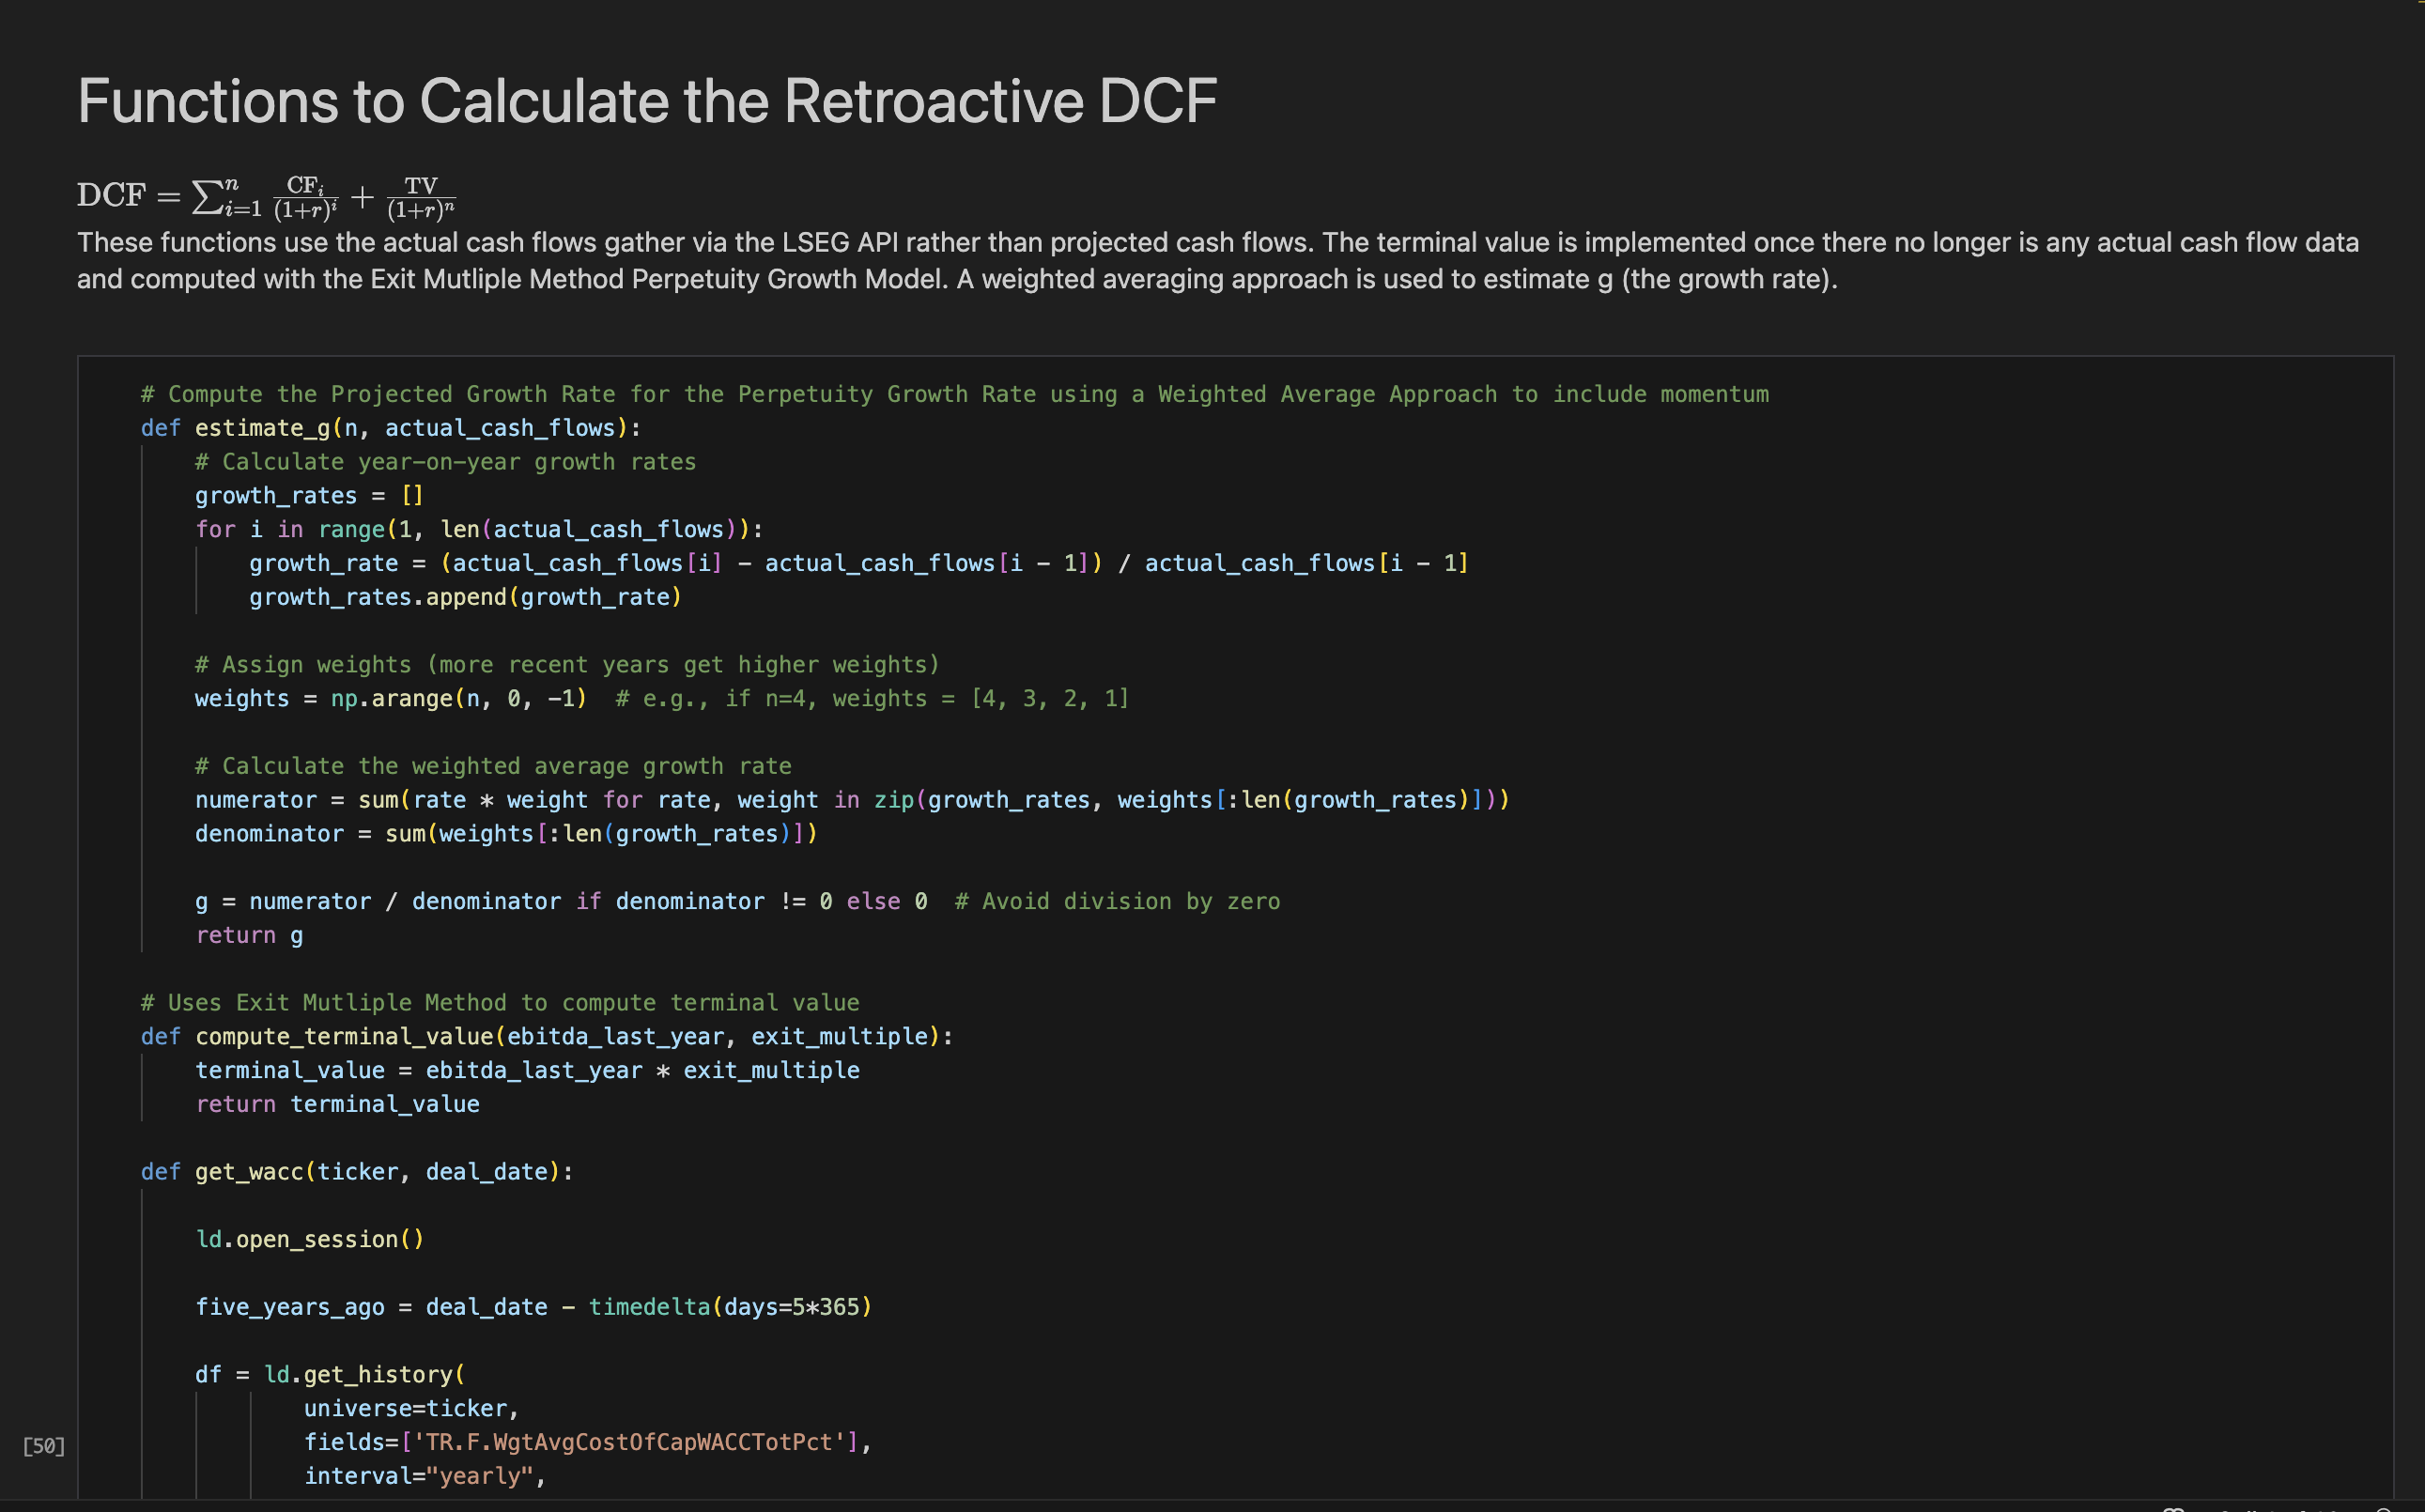 Functions to Calculate the Retroactive DCF
DCF = ∑ⁿᵢ₌₁ CFᵢ/(1+r)ⁱ + TV/(1+r)ⁿ
These functions use the actual cash flows gather via the LSEG API rather than projected cash flows. The terminal value is implemented once there no longer is any actual cash flow data
and computed with the Exit Mutliple Method Perpetuity Growth Model. A weighted averaging approach is used to estimate g (the growth rate).
# Compute the Projected Growth Rate for the Perpetuity Growth Rate using a Weighted Average Approach to include momentum
def estimate_g(n, actual_cash_flows):
    # Calculate year-on-year growth rates
    growth_rates = []
    for i in range(1, len(actual_cash_flows)):
        growth_rate = (actual_cash_flows[i] - actual_cash_flows[i - 1]) / actual_cash_flows[i - 1]
        growth_rates.append(growth_rate)
    # Assign weights (more recent years get higher weights)
    weights = np.arange(n, 0, -1)  # e.g., if n=4, weights = [4, 3, 2, 1]
    # Calculate the weighted average growth rate
    numerator = sum(rate * weight for rate, weight in zip(growth_rates, weights[:len(growth_rates)]))
    denominator = sum(weights[:len(growth_rates)])
    g = numerator / denominator if denominator != 0 else 0  # Avoid division by zero
    return g
# Uses Exit Mutliple Method to compute terminal value
def compute_terminal_value(ebitda_last_year, exit_multiple):
    terminal_value = ebitda_last_year * exit_multiple
    return terminal_value
def get_wacc(ticker, deal_date):
    ld.open_session()
    five_years_ago = deal_date - timedelta(days=5*365)
    df = ld.get_history(
            universe=ticker,
            fields=['TR.F.WgtAvgCostOfCapWACCTotPct'],
[50]
            interval="yearly",